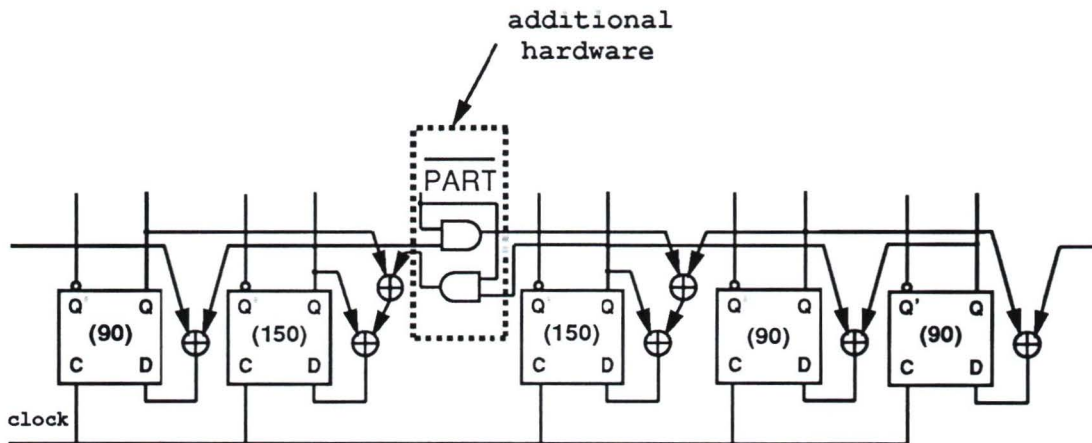 additional
hardware
PART
Q' Q
(90)
C D
Q' Q
(150)
C D
Q' Q
(150)
C D
Q' Q
(90)
C D
Q' Q
(90)
C D
clock